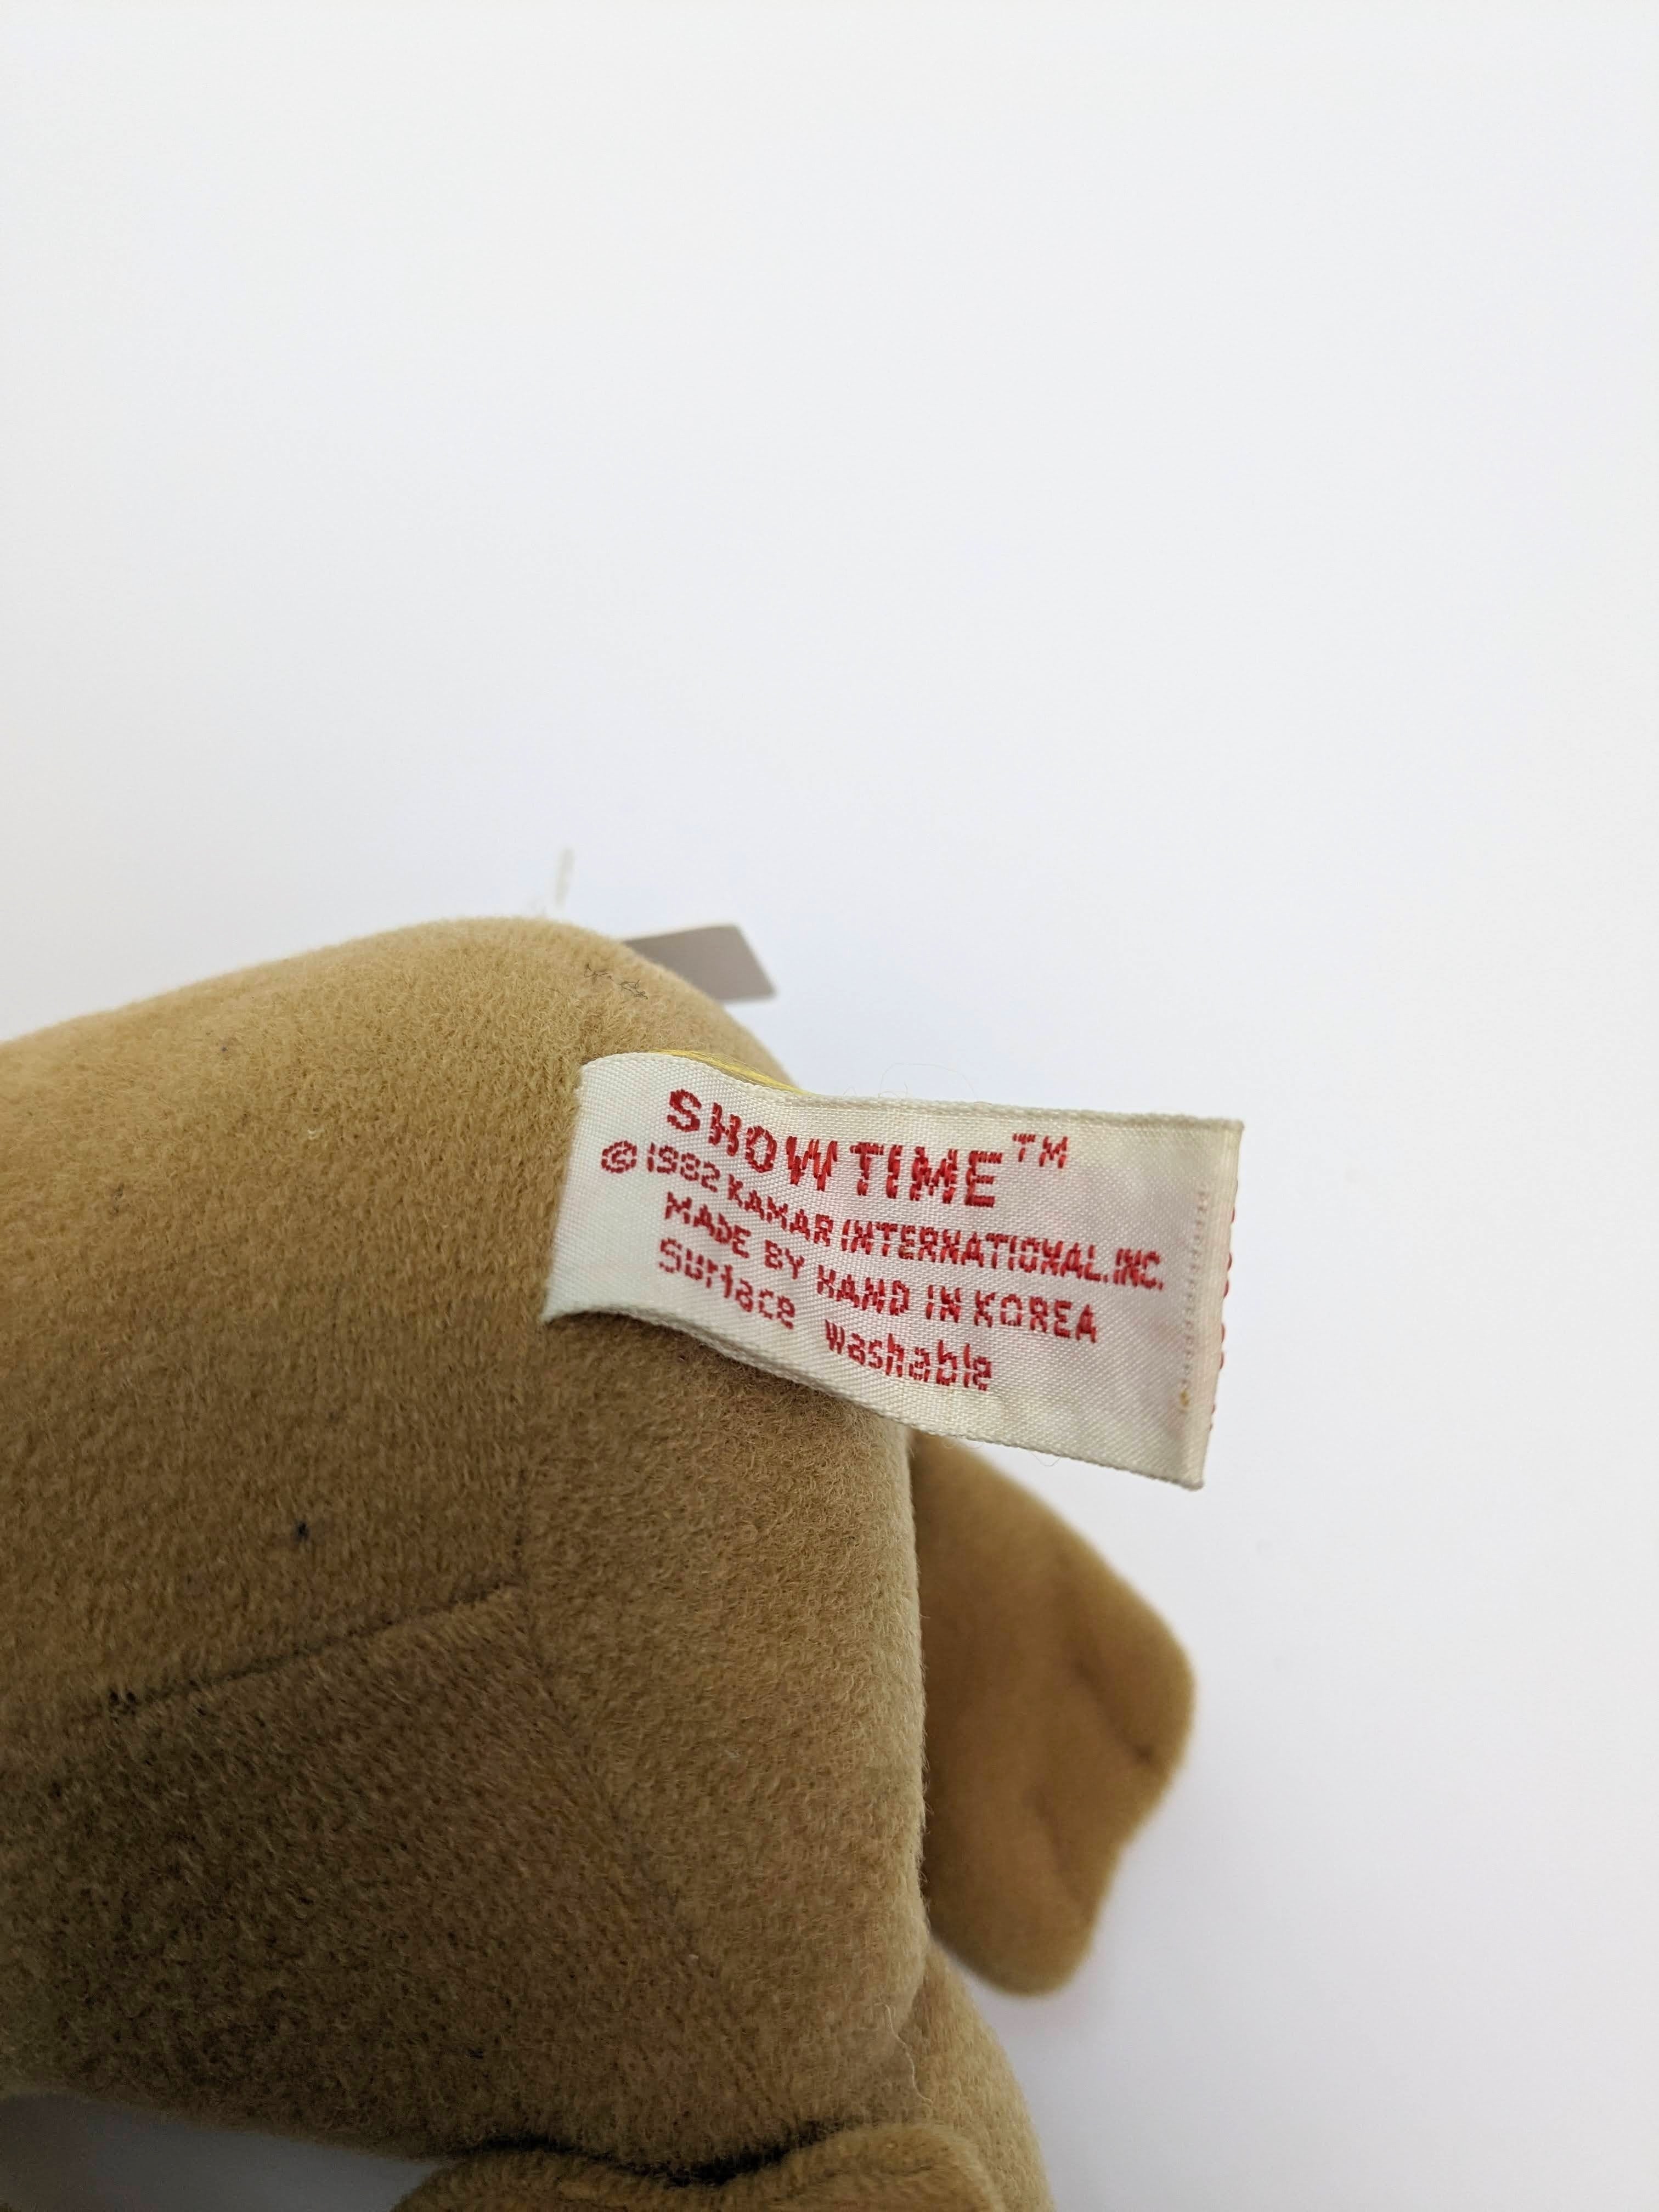 SHOWTIME™
© 1982 KAMAR INTERNATIONAL. INC.
MADE BY HAND IN KOREA
Surface washable